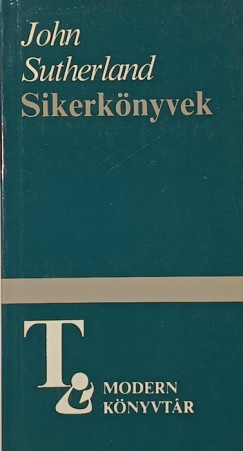 John
Sutherland
Sikerkönyvek
T
MODERN
KÖNYVTÁR